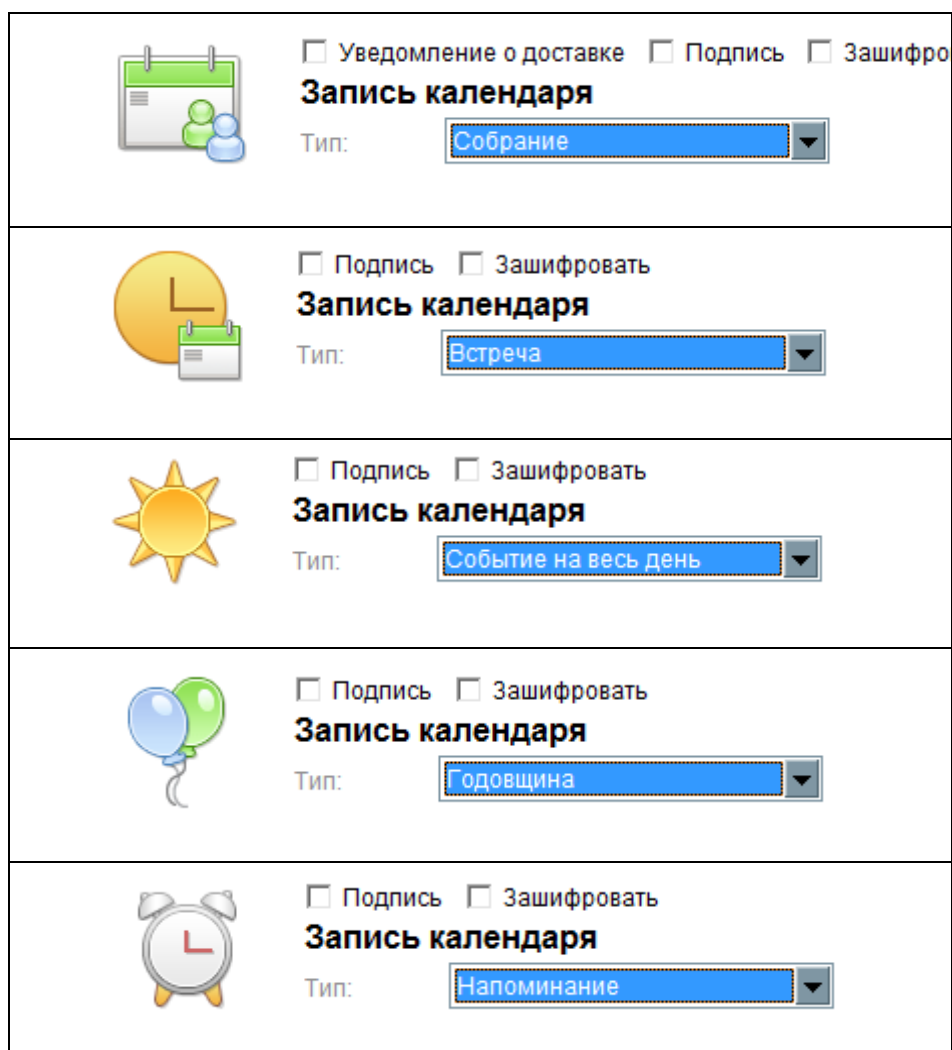 Уведомление о доставке Подпись Зашифро
Запись календаря
Тип: Собрание
Подпись Зашифровать
Запись календаря
Тип: Встреча
Подпись Зашифровать
Запись календаря
Тип: Событие на весь день
Подпись Зашифровать
Запись календаря
Тип: Годовщина
Подпись Зашифровать
Запись календаря
Тип: Напоминание